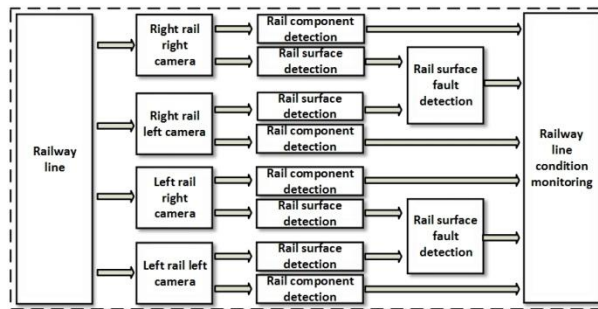 Railway
line
Right rail
right
camera
Right rail
left camera
Left rail
right
camera
Left rail left
camera
Rail component
detection
Rail surface
detection
Rail surface
detection
Rail component
detection
Rail component
detection
Rail surface
detection
Rail surface
detection
Rail component
detection
Rail surface
fault
detection
Rail surface
fault
detection
Railway
line
condition
monitoring